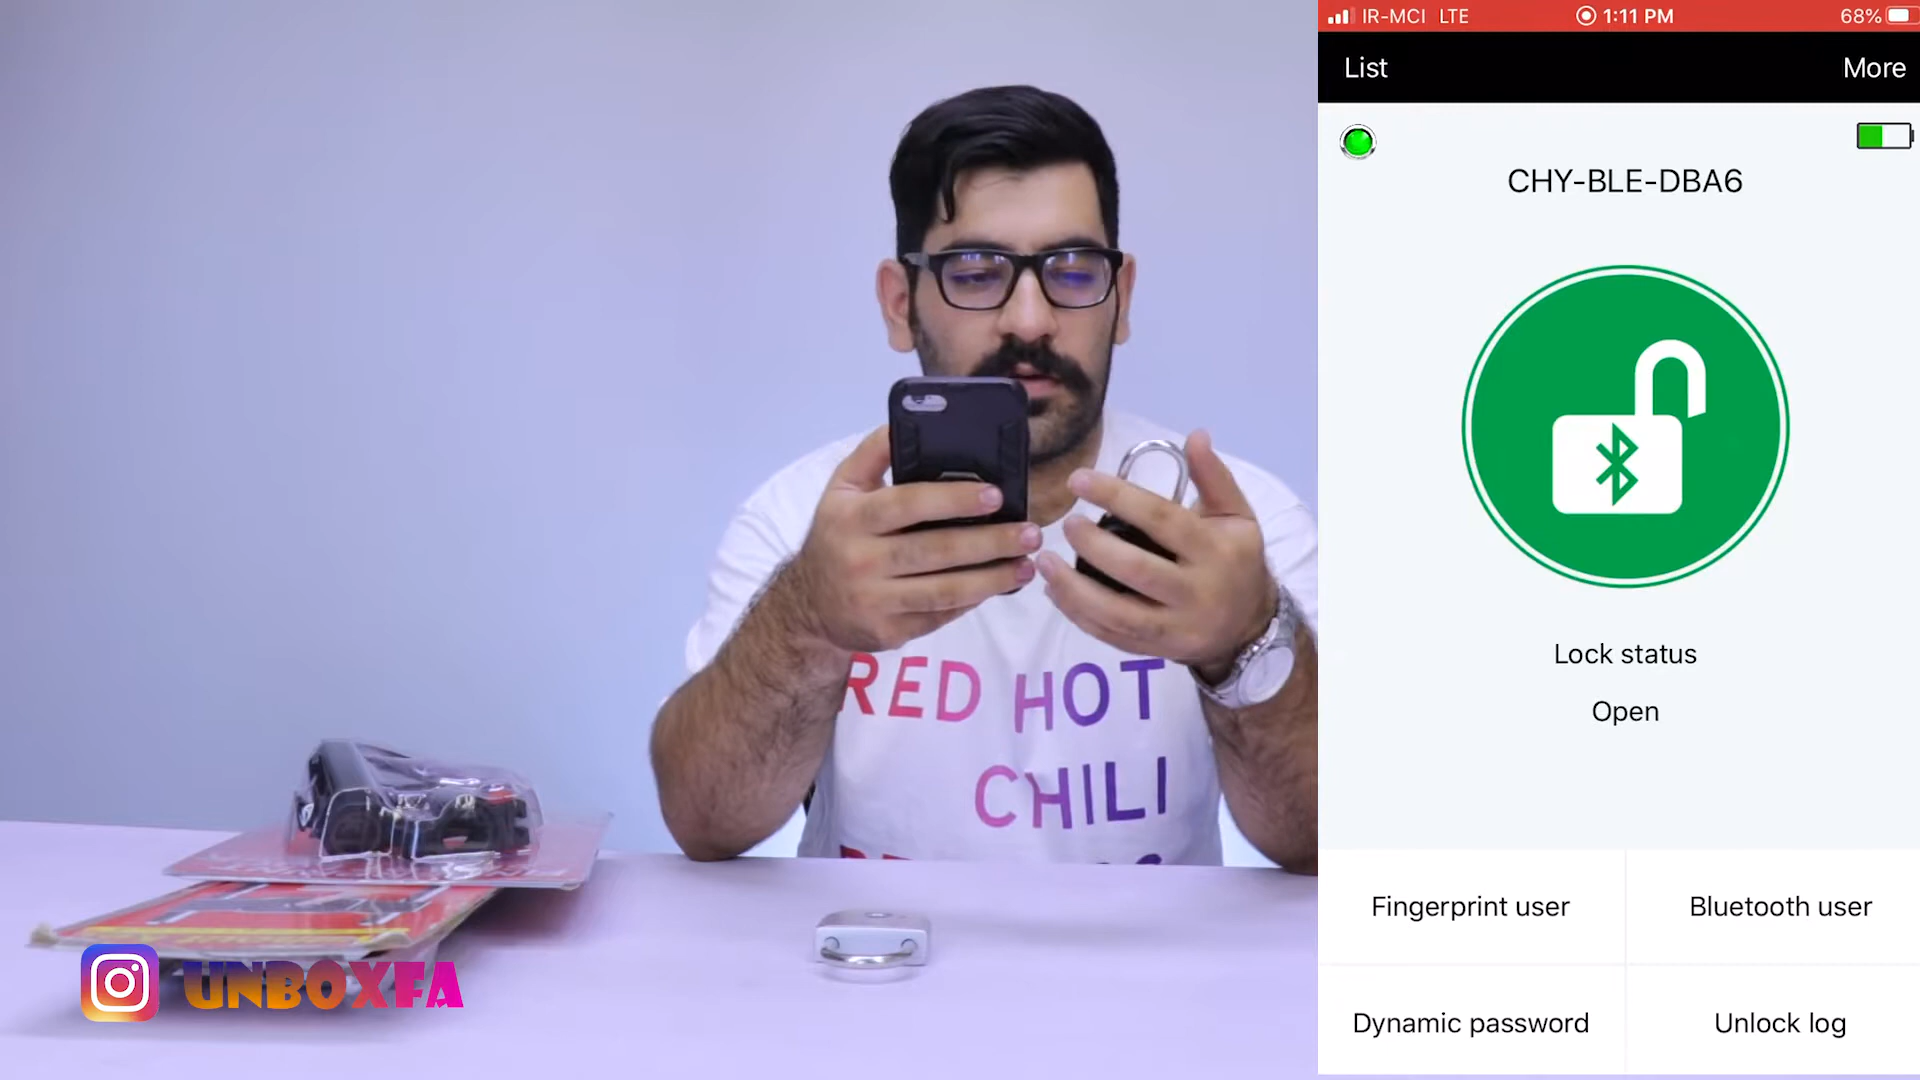 IR-MCI LTE 1:11 PM 68%
List More
CHY-BLE-DBA6
Lock status
Open
Fingerprint user Bluetooth user
Dynamic password Unlock log
RED HOT
CHILI
UNBOXFA